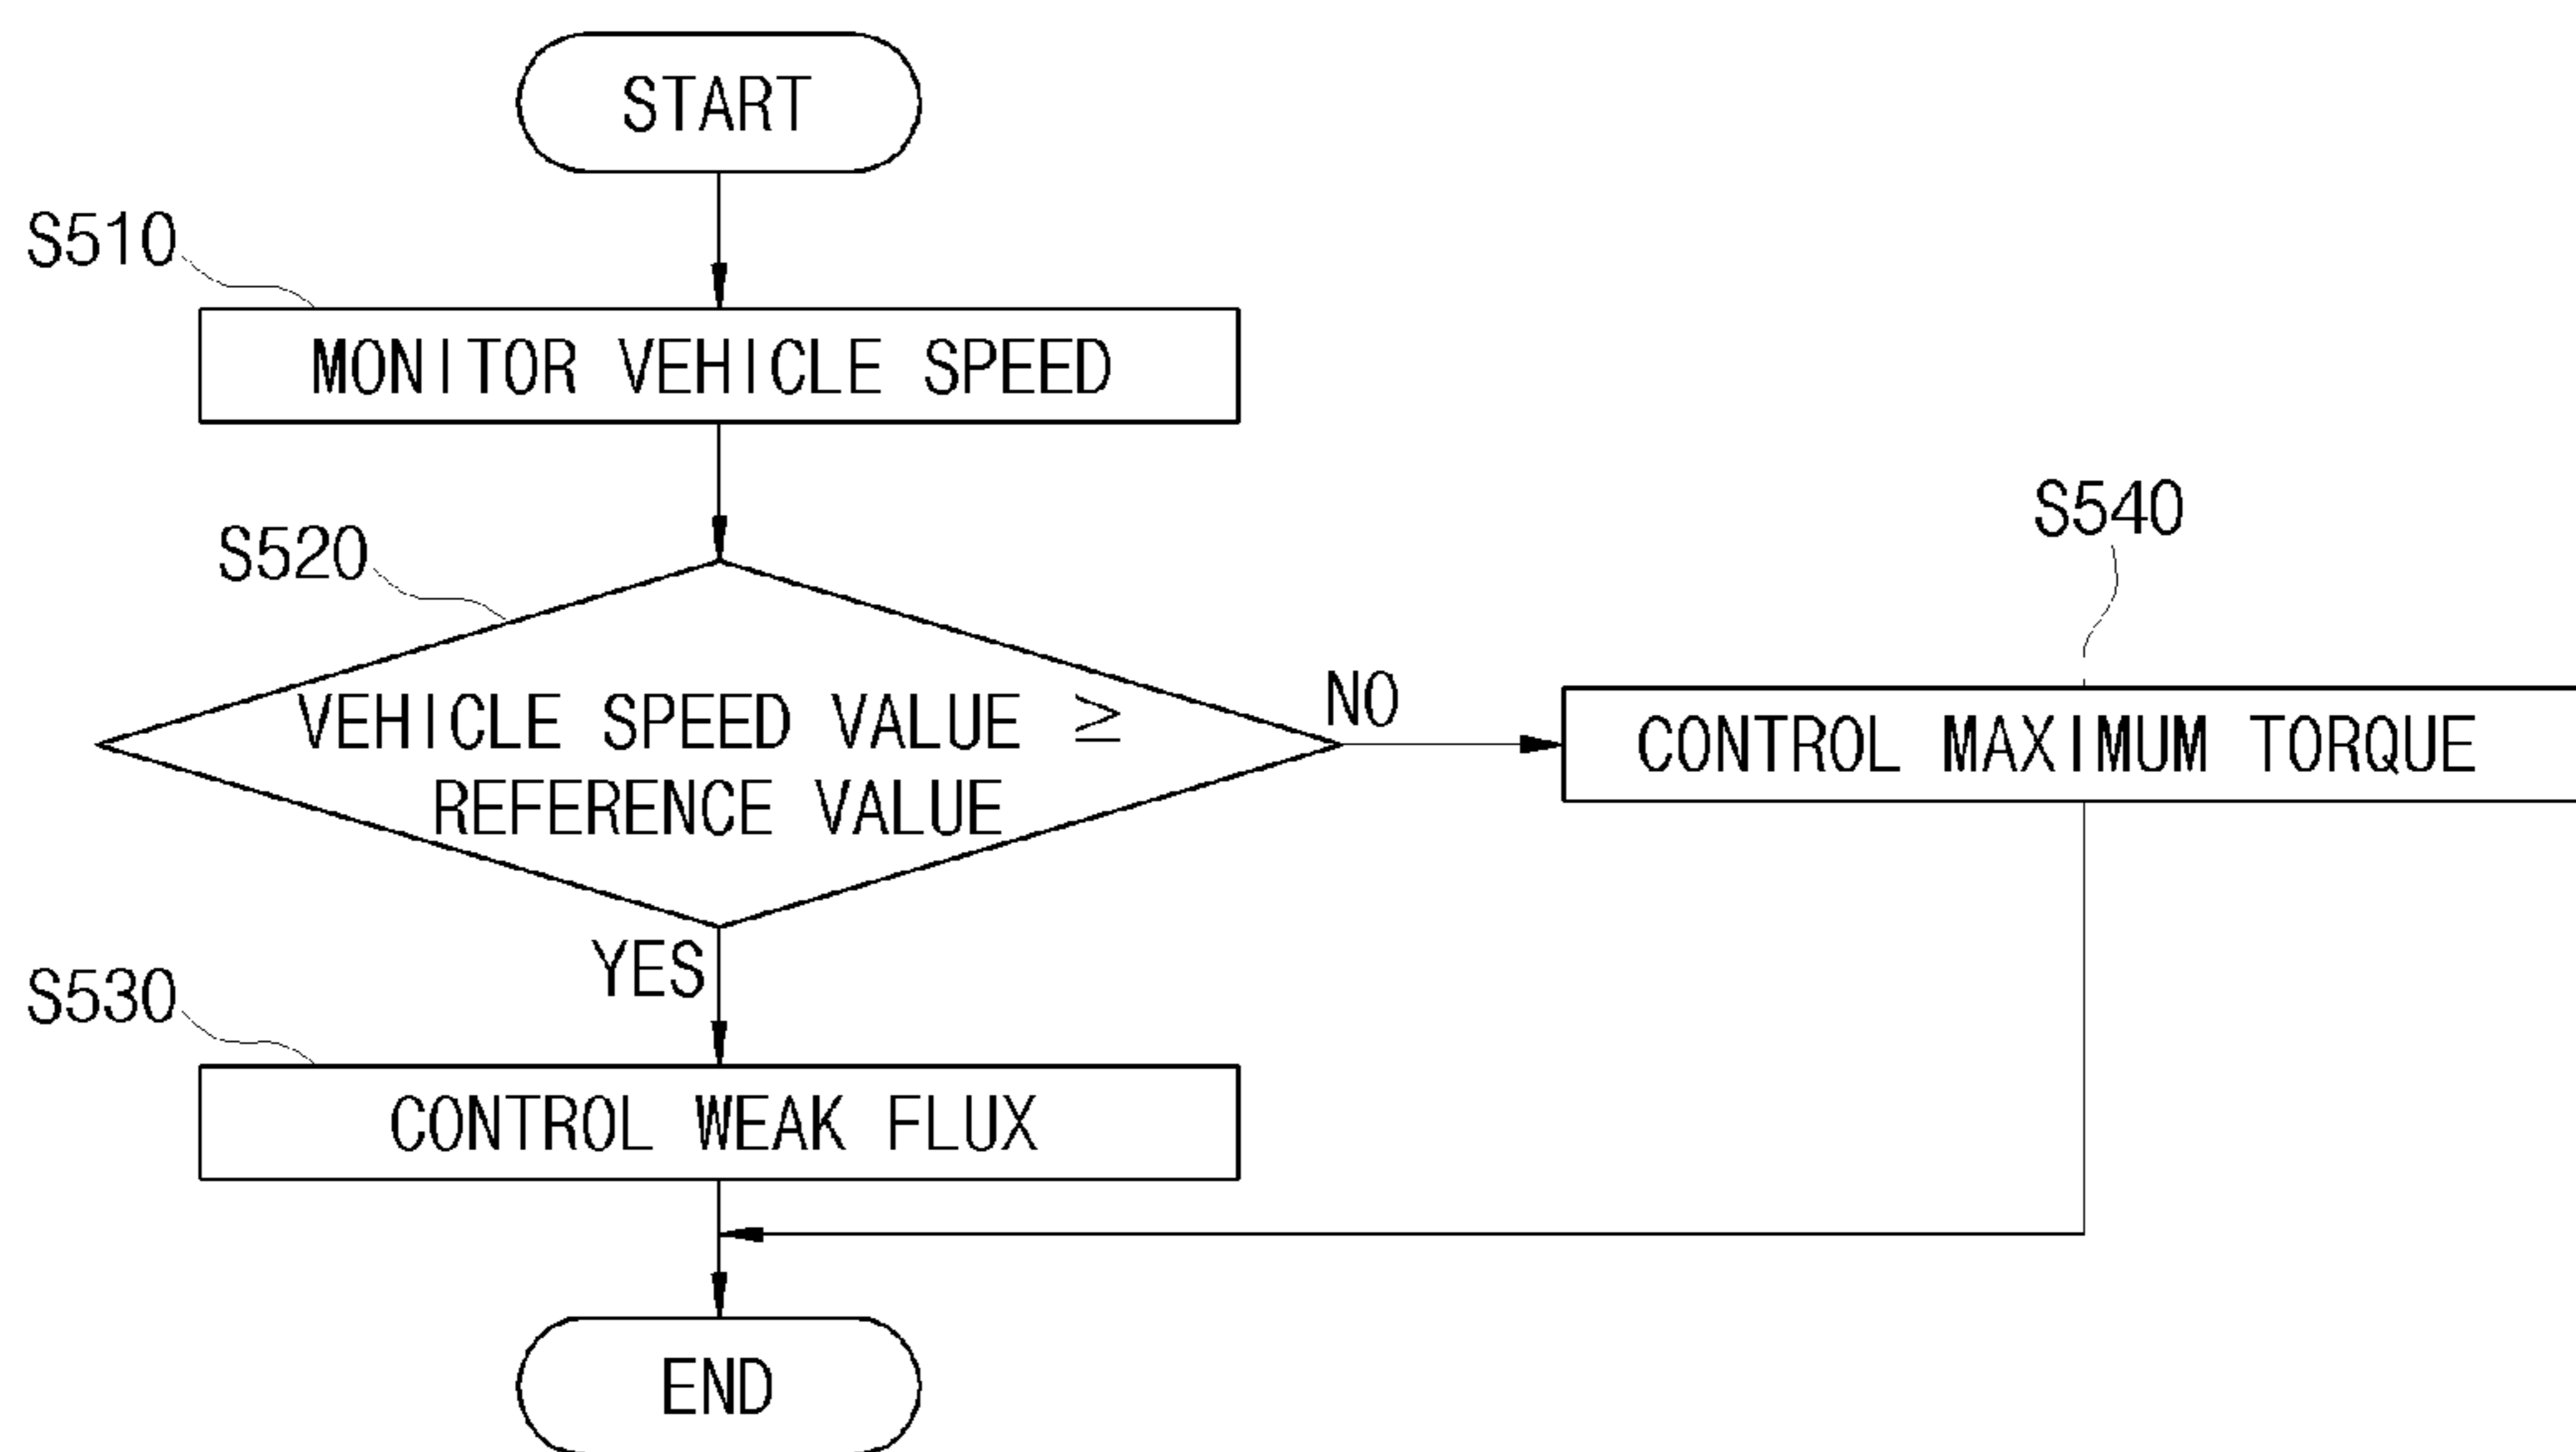 START
S510
MONITOR VEHICLE SPEED
S520
VEHICLE SPEED VALUE ≥
REFERENCE VALUE
NO
S540
CONTROL MAXIMUM TORQUE
YES
S530
CONTROL WEAK FLUX
END